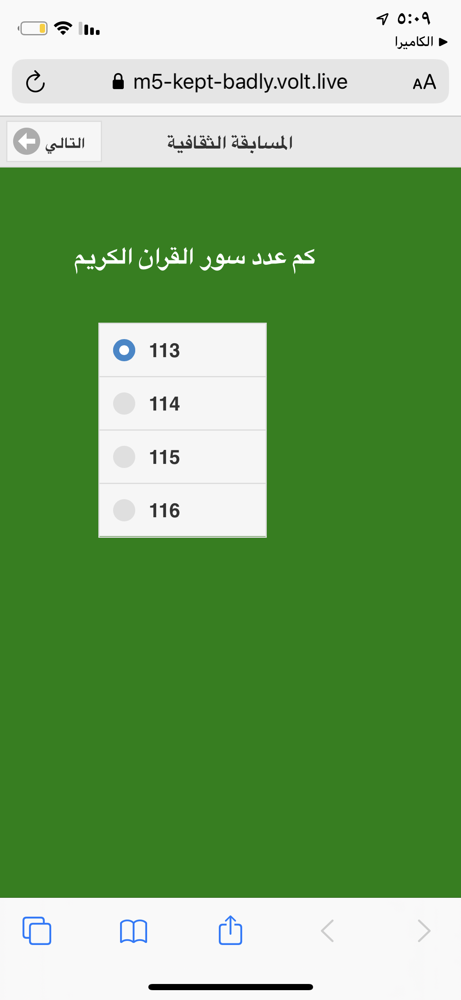 ٥:٠٩
الكاميرا
m5-kept-badly.volt.live
AA
المسابقة الثقافية
التالي
كم عدد سور القران الكريم
113
114
115
116